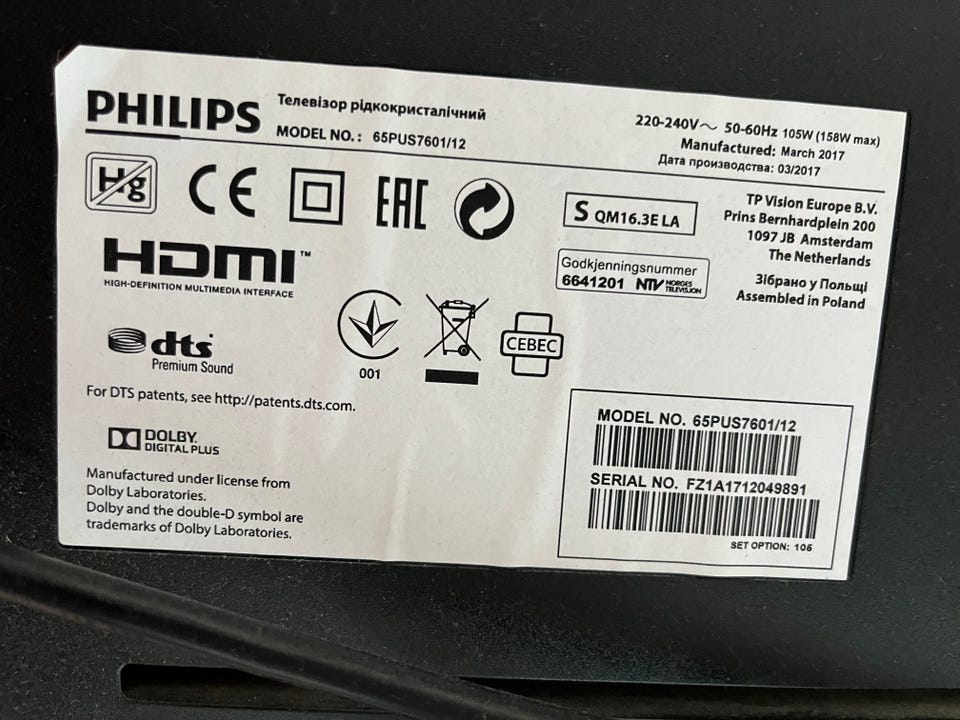 PHILIPS
Телевізор рідкокристалічний
MODEL NO.: 65PUS7601/12
220-240V~ 50-60Hz 105W (158W max)
Manufactured: March 2017
Дата производства: 03/2017
Hg
CE
EAC
S QM16.3E LA
TP Vision Europe B.V.
Prins Bernhardplein 200
1097 JB Amsterdam
The Netherlands
Зібрано у Польщі
Assembled in Poland
HDMI™
HIGH-DEFINITION MULTIMEDIA INTERFACE
Godkjenningsnummer
6641201 NTV NORGES TELEVISJON
001
CEBEC
dts
Premium Sound
For DTS patents, see http://patents.dts.com.
DOLBY
DIGITAL PLUS
Manufactured under license from
Dolby Laboratories.
Dolby and the double-D symbol are
trademarks of Dolby Laboratories.
MODEL NO. 65PUS7601/12
SERIAL NO. FZ1A1712049891
SET OPTION: 105